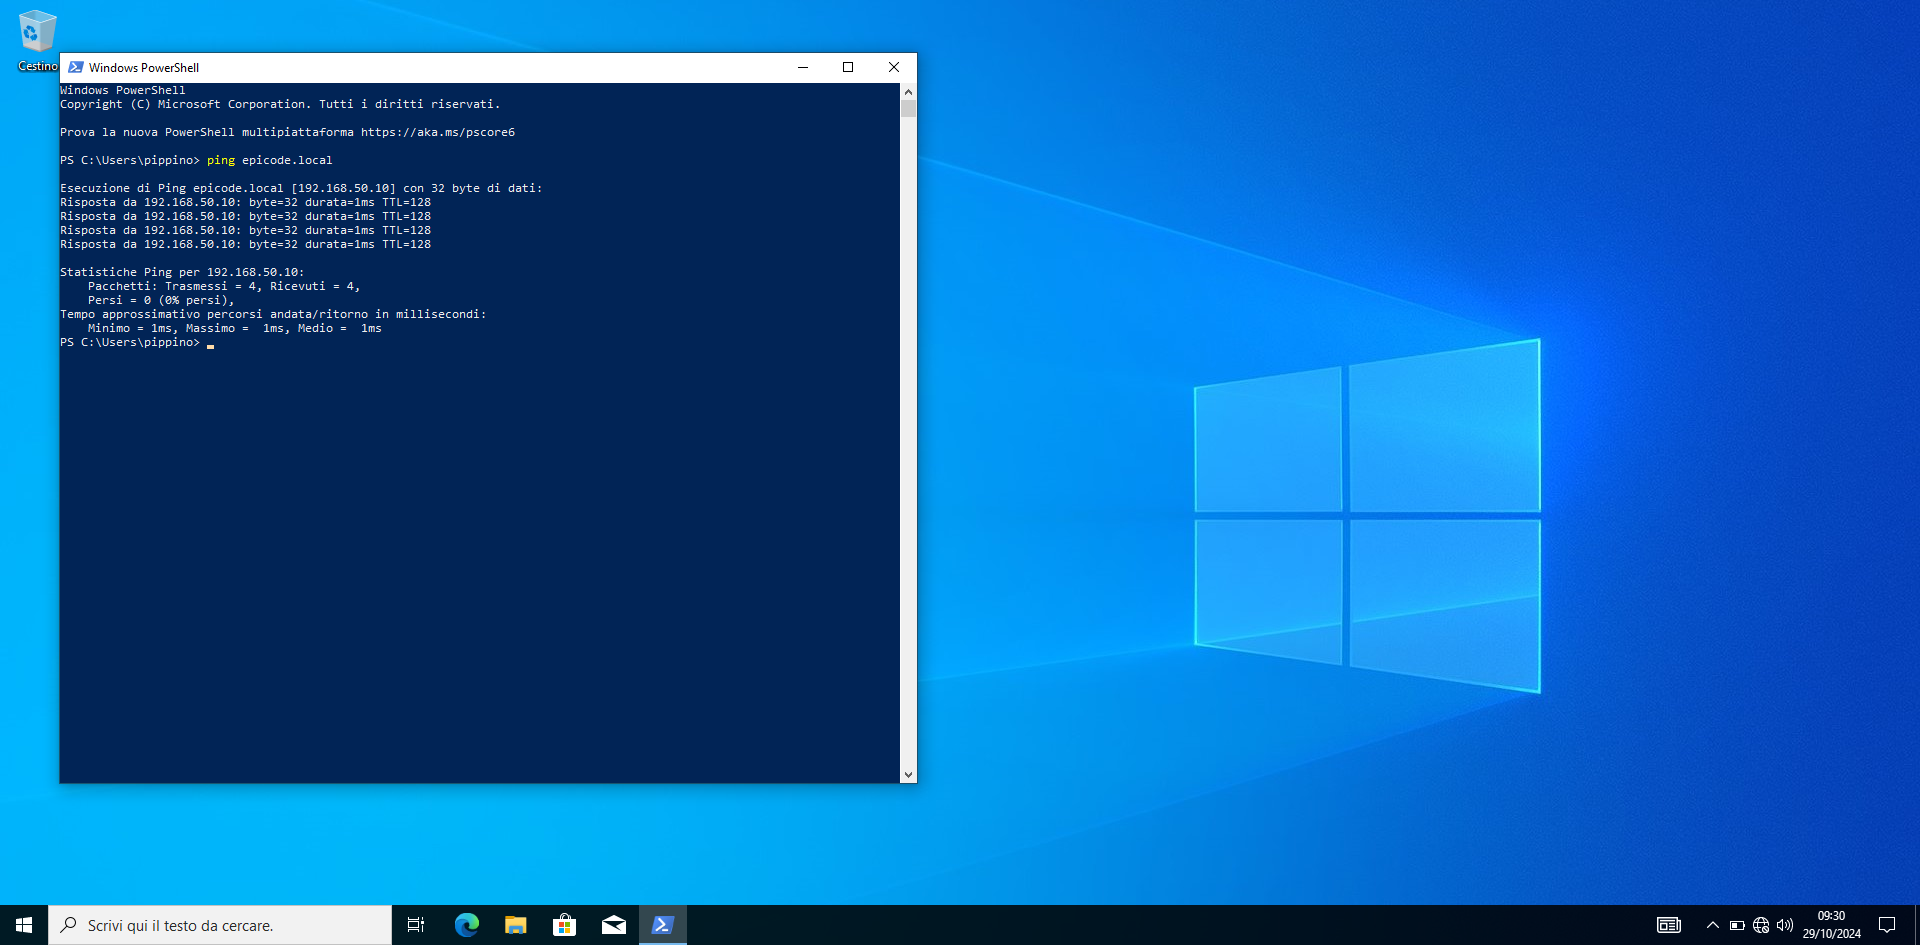 Cestino
Windows PowerShell
Windows PowerShell
Copyright (C) Microsoft Corporation. Tutti i diritti riservati.
Prova la nuova PowerShell multipiattaforma https://aka.ms/pscore6
PS C:\Users\pippino> ping epicode.local
Esecuzione di Ping epicode.local [192.168.50.10] con 32 byte di dati:
Risposta da 192.168.50.10: byte=32 durata=1ms TTL=128
Risposta da 192.168.50.10: byte=32 durata=1ms TTL=128
Risposta da 192.168.50.10: byte=32 durata=1ms TTL=128
Risposta da 192.168.50.10: byte=32 durata=1ms TTL=128
Statistiche Ping per 192.168.50.10:
    Pacchetti: Trasmessi = 4, Ricevuti = 4,
    Persi = 0 (0% persi),
Tempo approssimativo percorsi andata/ritorno in millisecondi:
    Minimo = 1ms, Massimo =  1ms, Medio =  1ms
PS C:\Users\pippino> _
Scrivi qui il testo da cercare.
09:30
29/10/2024